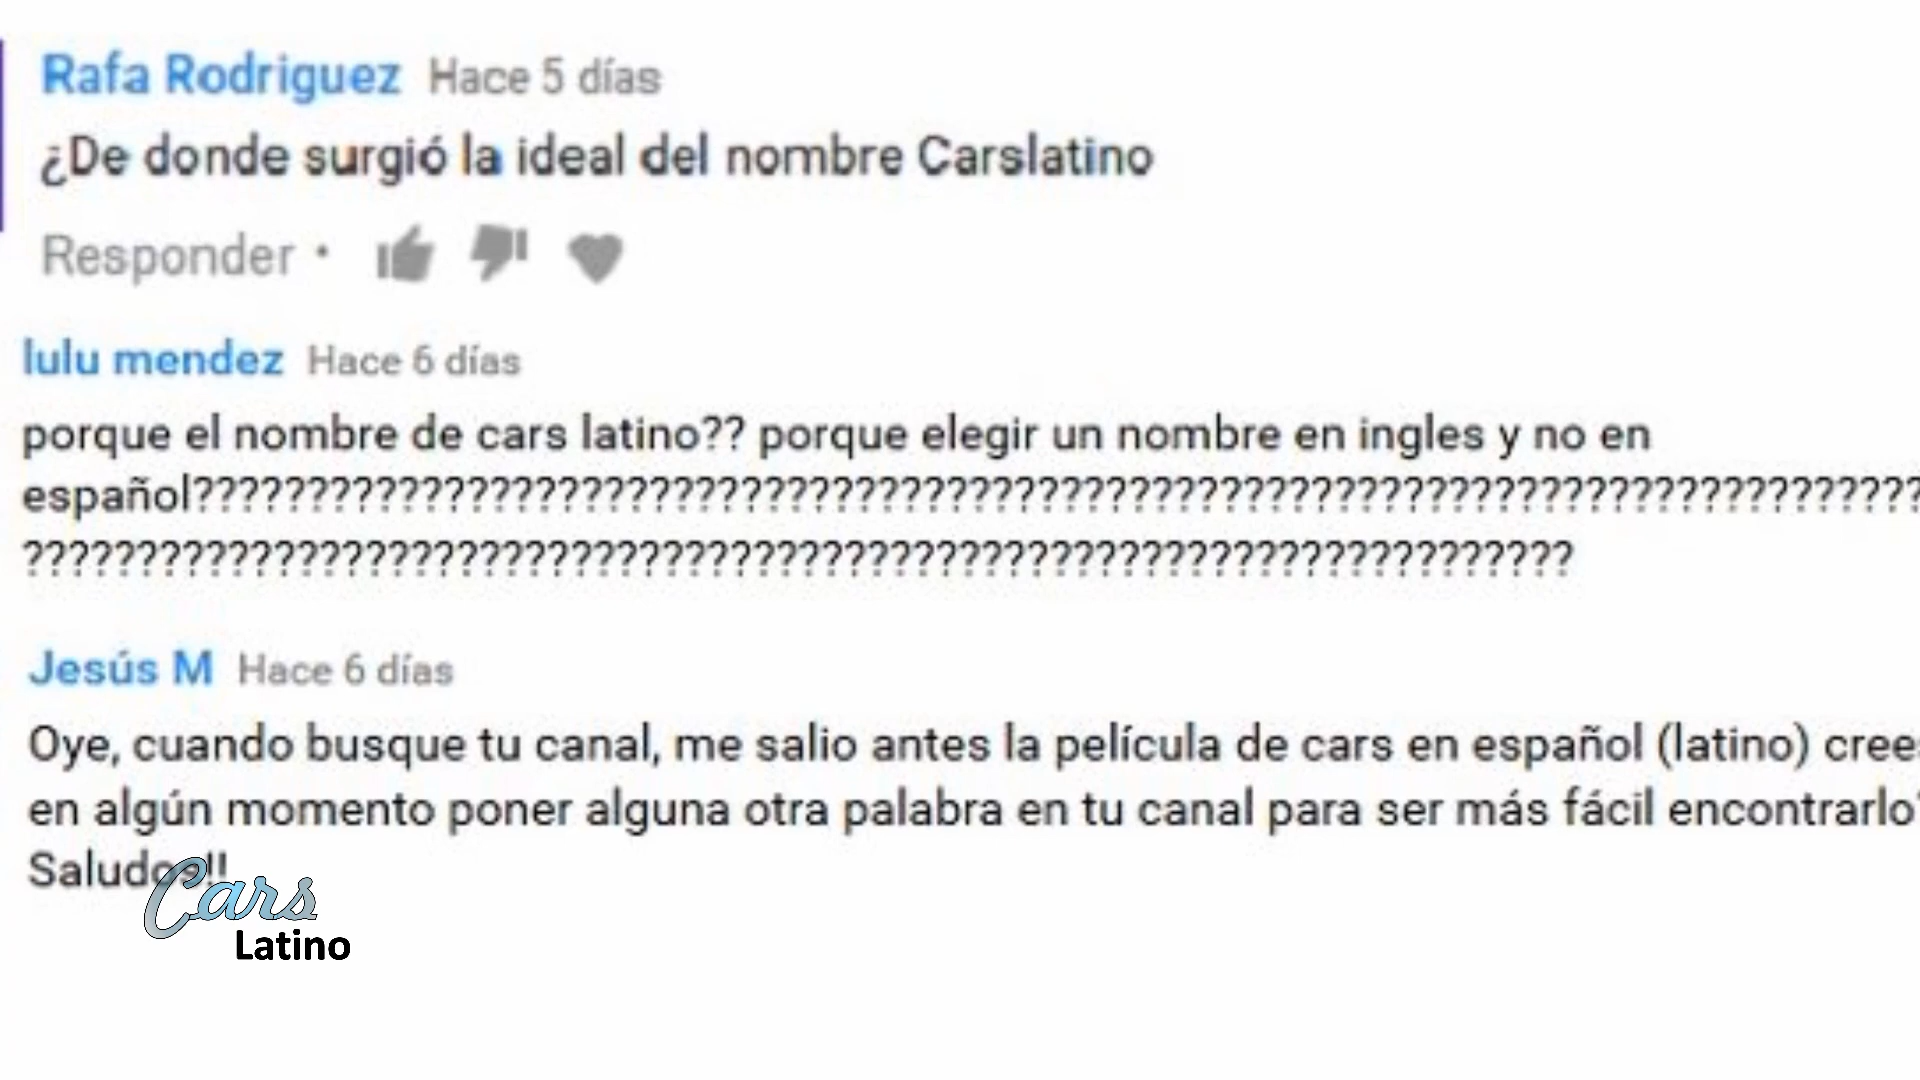 Rafa Rodriguez Hace 5 días
¿De donde surgió la ideal del nombre Carslatino
Responder •
lulu mendez Hace 6 días
porque el nombre de cars latino?? porque elegir un nombre en ingles y no en
español???????????????????????????????????????????????????????????????????????????
????????????????????????????????????????????????????????????????????
Jesús M Hace 6 días
Oye, cuando busque tu canal, me salio antes la película de cars en español (latino) cree
en algún momento poner alguna otra palabra en tu canal para ser más fácil encontrarlo?
Saludos!!
Cars
Latino